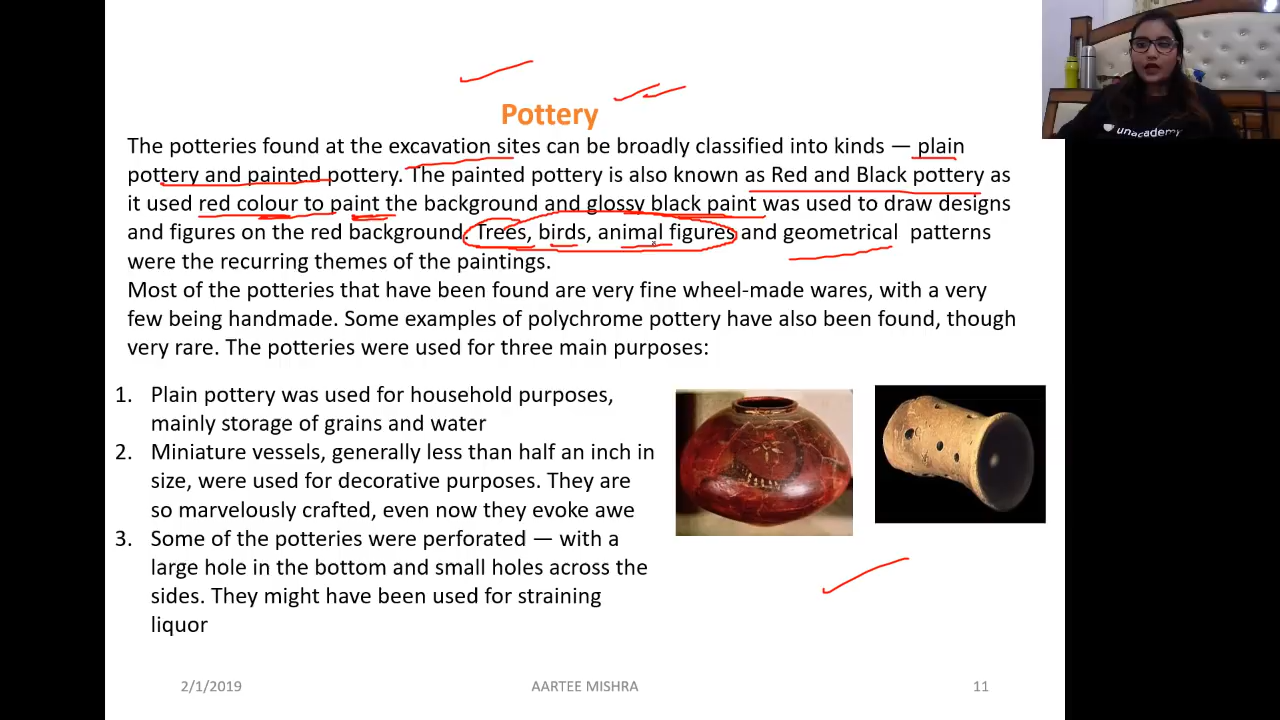 Pottery
The potteries found at the excavation sites can be broadly classified into kinds — plain
pottery and painted pottery. The painted pottery is also known as Red and Black pottery as
it used red colour to paint the background and glossy black paint was used to draw designs
and figures on the red background. Trees, birds, animal figures and geometrical patterns
were the recurring themes of the paintings.
Most of the potteries that have been found are very fine wheel-made wares, with a very
few being handmade. Some examples of polychrome pottery have also been found, though
very rare. The potteries were used for three main purposes:
1. Plain pottery was used for household purposes,
mainly storage of grains and water
2. Miniature vessels, generally less than half an inch in
size, were used for decorative purposes. They are
so marvelously crafted, even now they evoke awe
3. Some of the potteries were perforated — with a
large hole in the bottom and small holes across the
sides. They might have been used for straining
liquor
2/1/2019 AARTEE MISHRA 11
unacademy